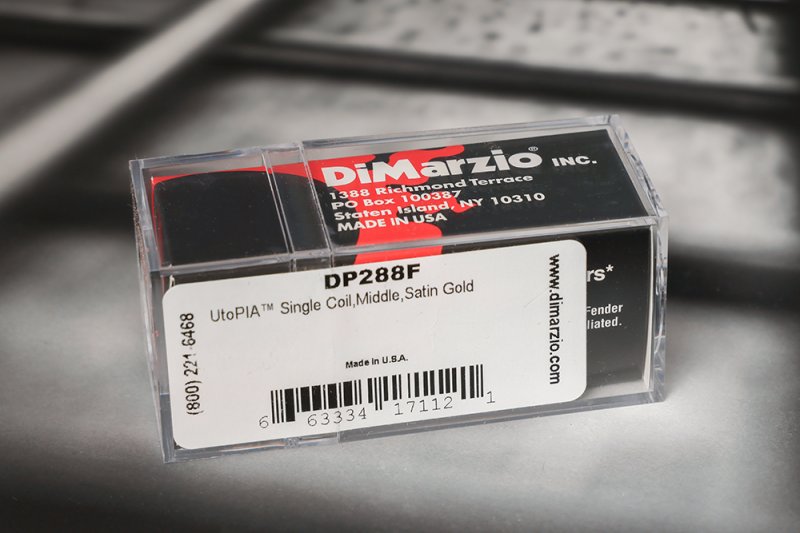 DiMarzio® INC.
1388 Richmond Terrace
PO Box 100387
Staten Island, NY 10310
MADE IN USA
DP288F
UtoPIA™ Single Coil,Middle,Satin Gold
(800) 221-6468
www.dimarzio.com
Made in U.S.A.
6 63334 17112 1
rs*
Fender
liated.